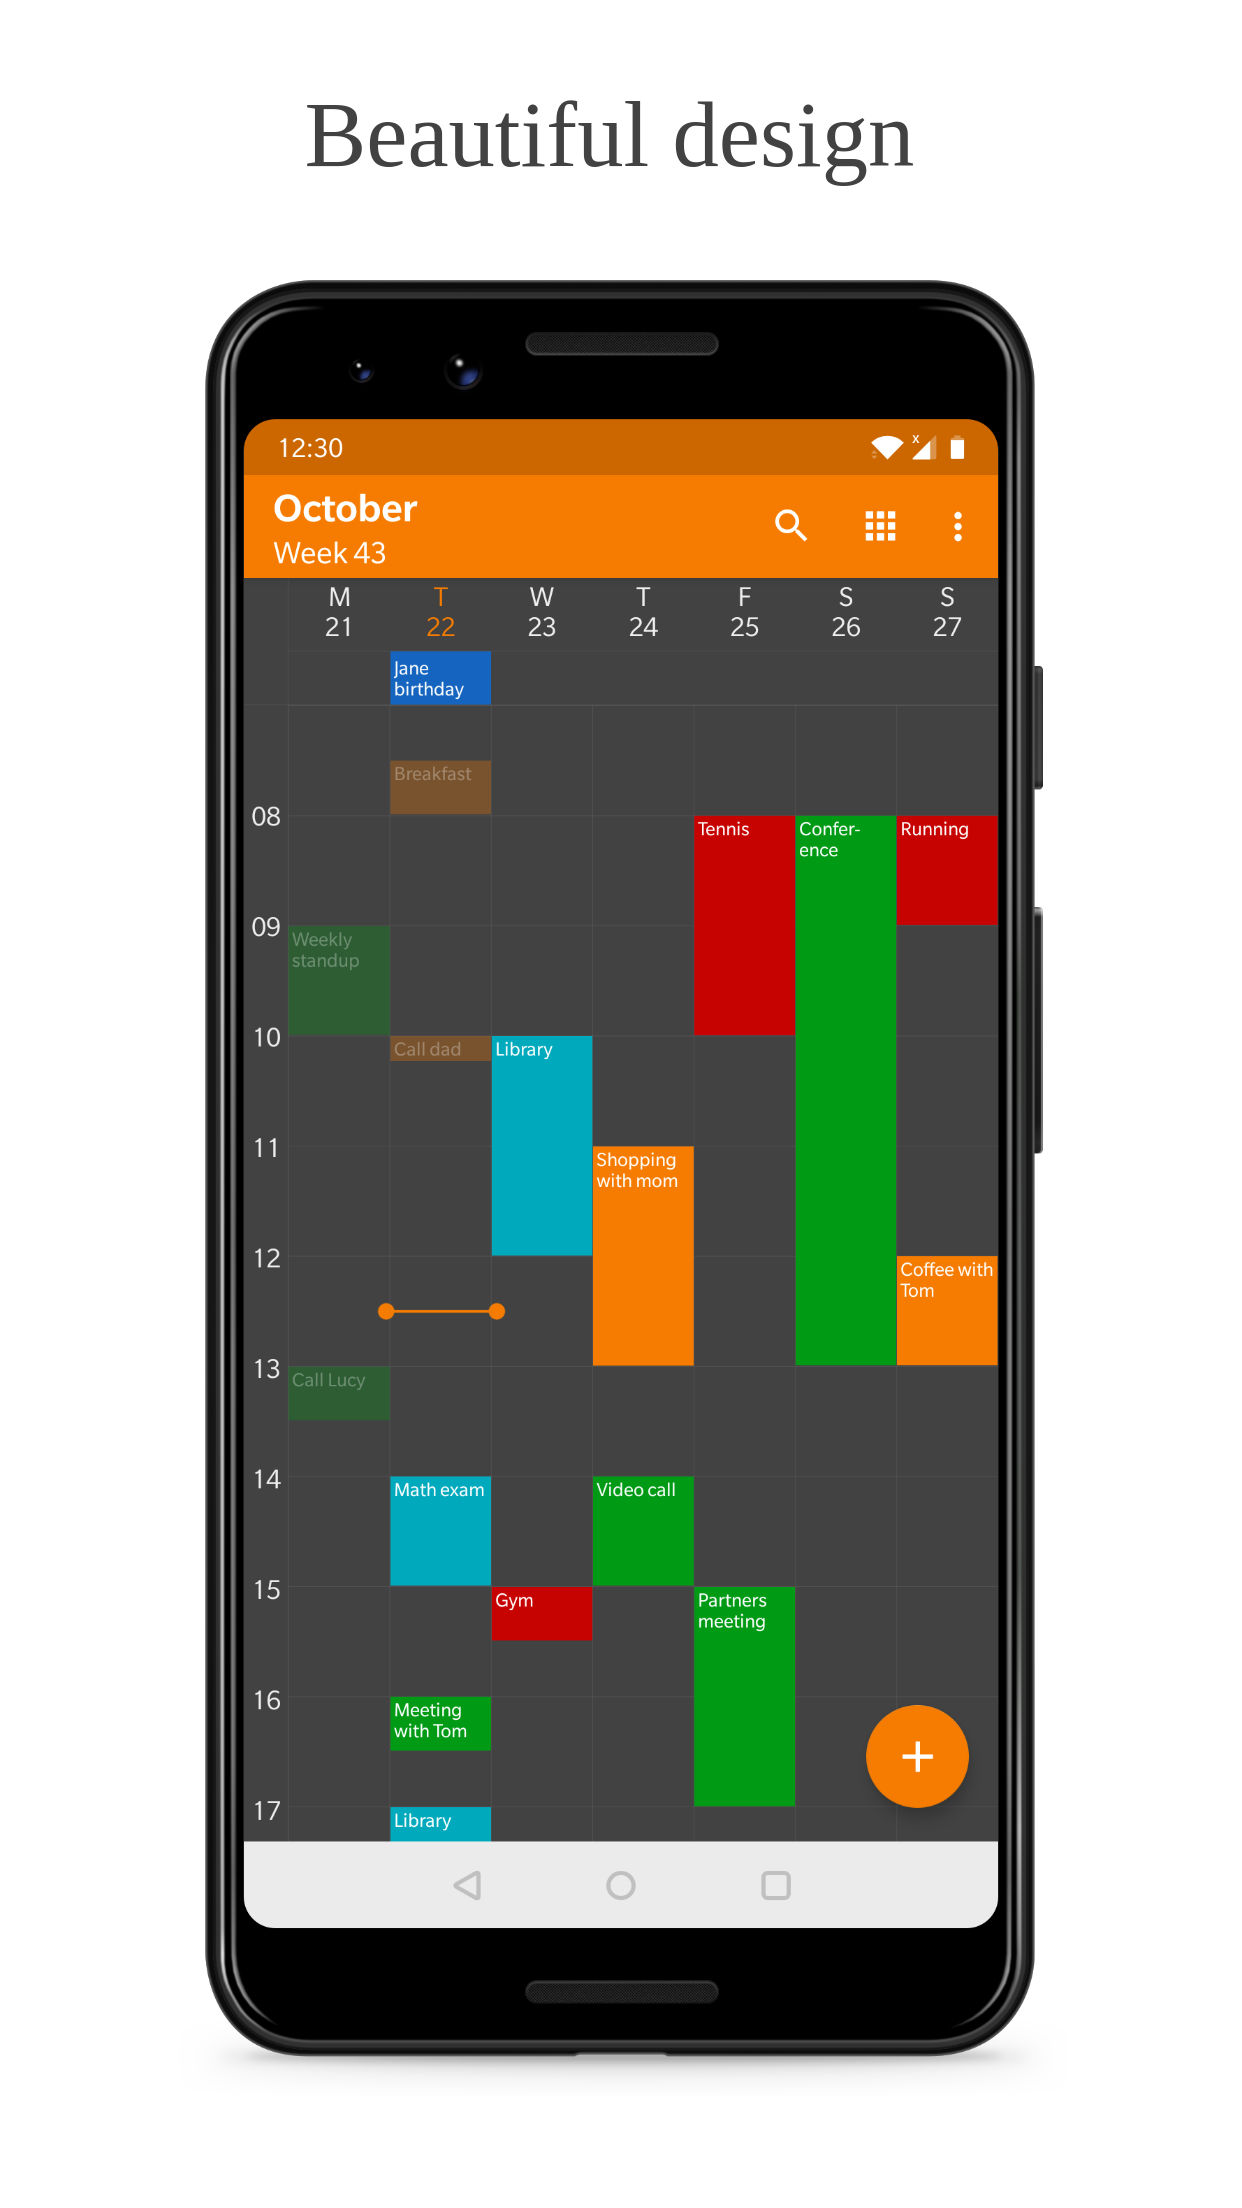 Beautiful design
12:30
x
October
Week 43
M T W T F S S
21 22 23 24 25 26 27
Jane
birthday
Breakfast
08
Tennis
Confer-
ence
Running
09
Weekly
standup
10
Call dad
Library
11
Shopping
with mom
12
Coffee with
Tom
13
Call Lucy
14
Math exam
Video call
15
Gym
Partners
meeting
16
Meeting
with Tom
17
Library